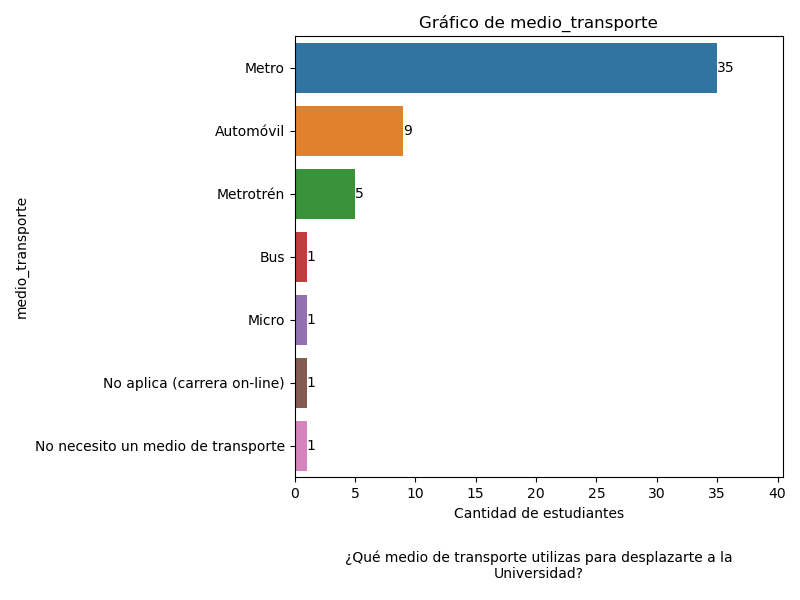 Gráfico de medio_transporte
Metro
35
Automóvil
9
Metrotrén
5
Bus
1
Micro
1
No aplica (carrera on-line)
1
No necesito un medio de transporte
1
medio_transporte
0 5 10 15 20 25 30 35 40
Cantidad de estudiantes
¿Qué medio de transporte utilizas para desplazarte a la
Universidad?